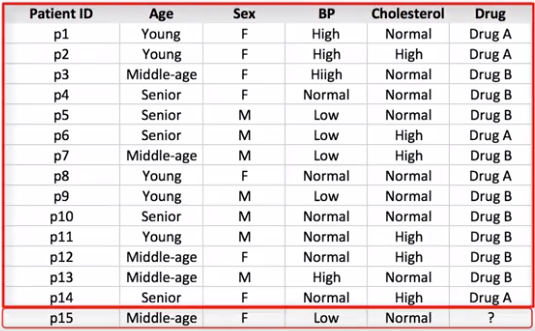 Patient ID Age Sex BP Cholesterol Drug
p1 Young F High Normal Drug A
p2 Young F High High Drug A
p3 Middle-age F Hiigh Normal Drug B
p4 Senior F Normal Normal Drug B
p5 Senior M Low Normal Drug B
p6 Senior M Low High Drug A
p7 Middle-age M Low High Drug B
p8 Young F Normal Normal Drug A
p9 Young M Low Normal Drug B
p10 Senior M Normal Normal Drug B
p11 Young M Normal High Drug B
p12 Middle-age F Normal High Drug B
p13 Middle-age M High Normal Drug B
p14 Senior F Normal High Drug A
p15 Middle-age F Low Normal ?